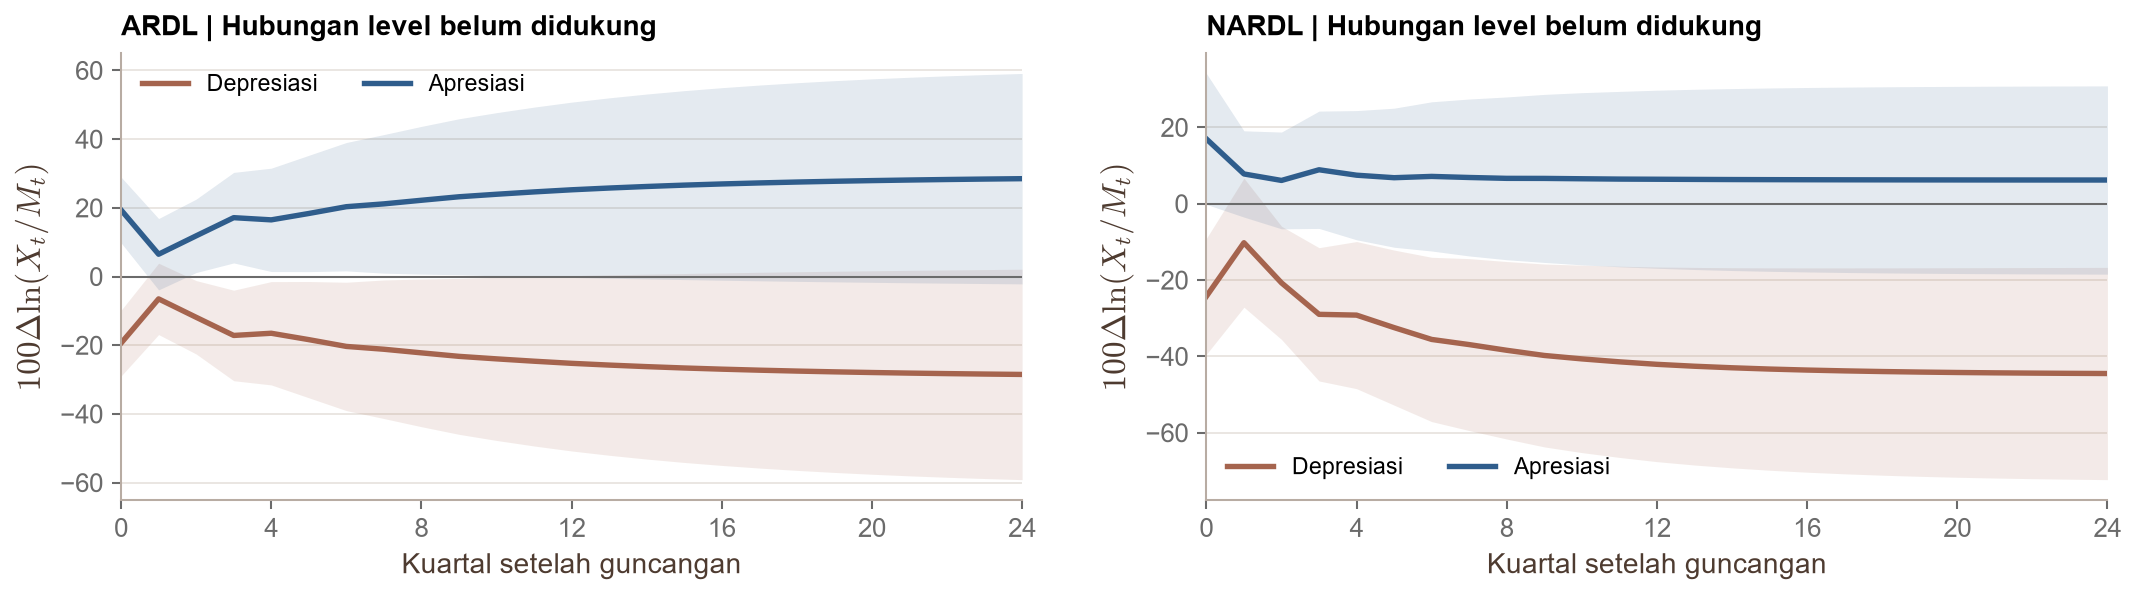 ARDL | Hubungan level belum didukung
100Δln(X_t/M_t)
60
40
20
0
−20
−40
−60
Depresiasi
Apresiasi
0 4 8 12 16 20 24
Kuartal setelah guncangan
NARDL | Hubungan level belum didukung
100Δln(X_t/M_t)
20
0
−20
−40
−60
Depresiasi
Apresiasi
0 4 8 12 16 20 24
Kuartal setelah guncangan